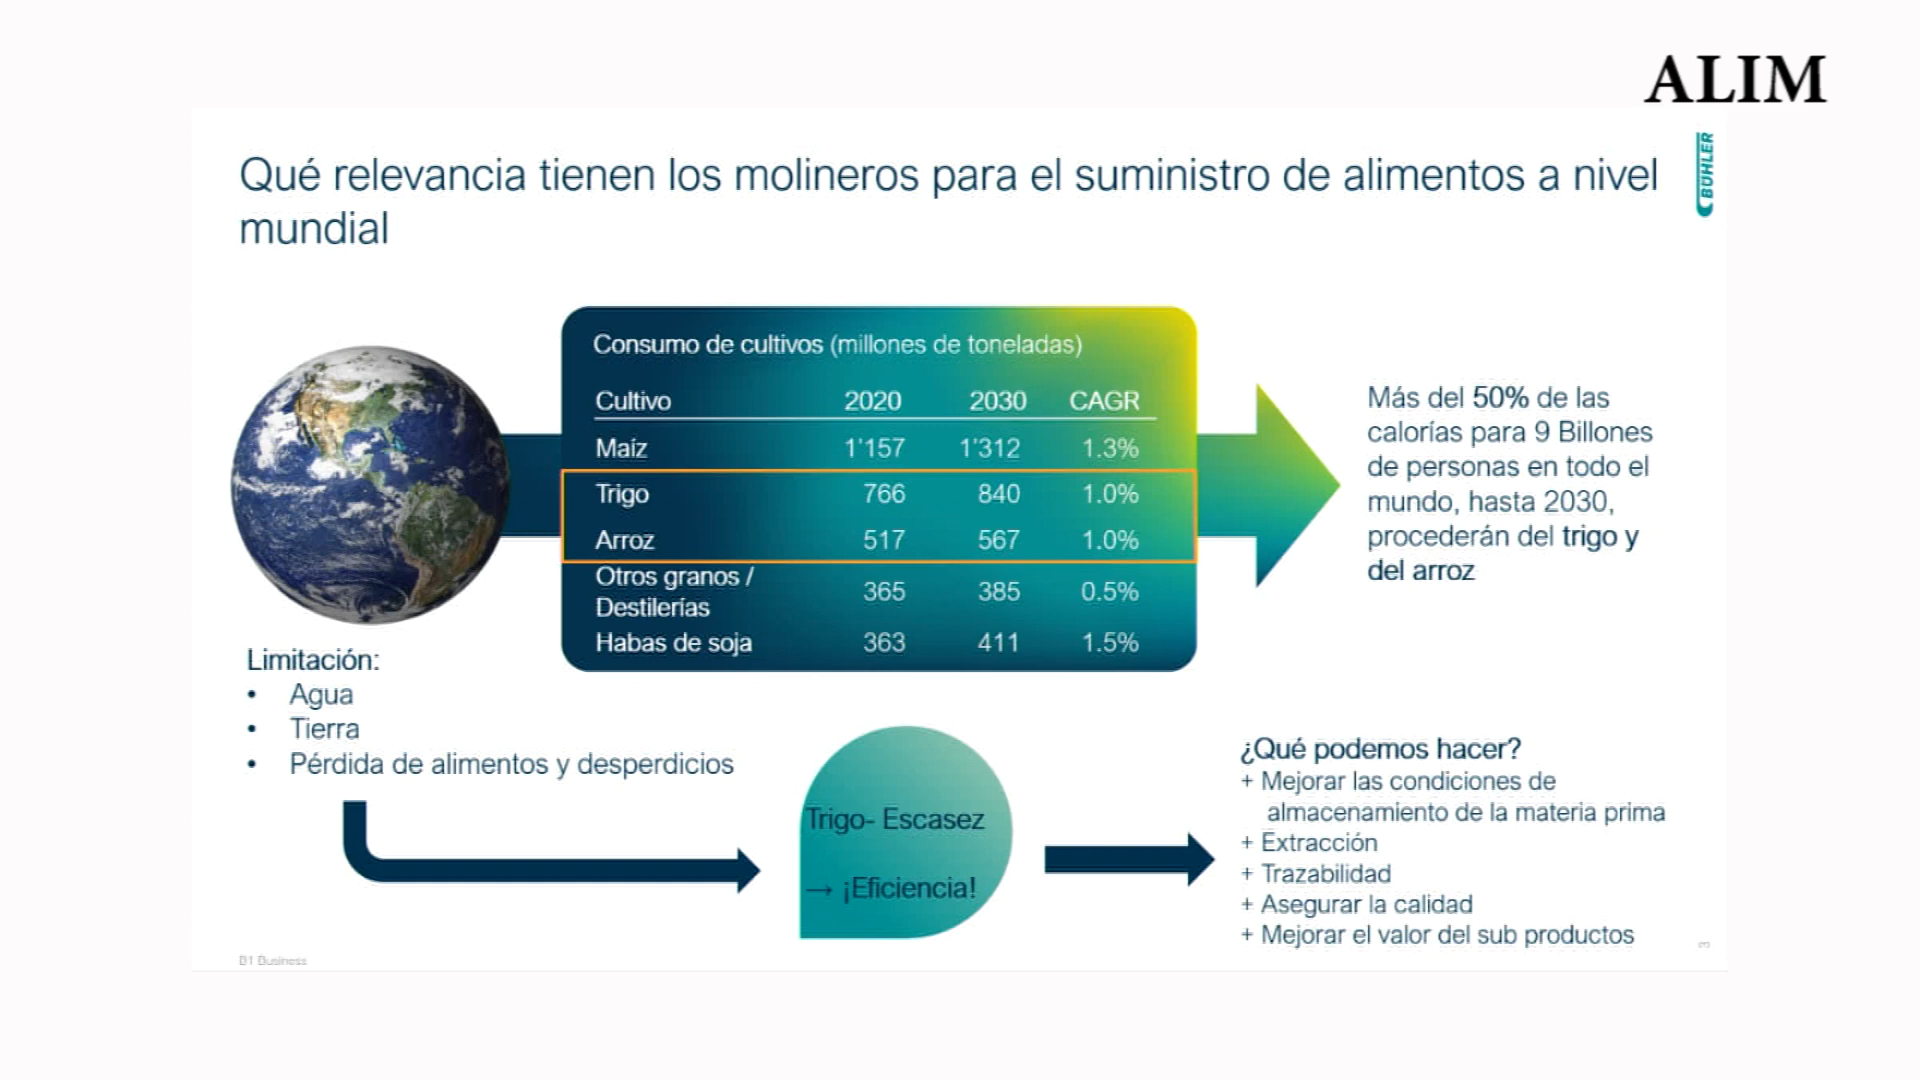 ALIM
BÜHLER
Qué relevancia tienen los molineros para el suministro de alimentos a nivel
mundial
Consumo de cultivos (millones de toneladas)
Cultivo 2020 2030 CAGR
Maíz 1'157 1'312 1.3%
Trigo 766 840 1.0%
Arroz 517 567 1.0%
Otros granos /
Destilerías 365 385 0.5%
Habas de soja 363 411 1.5%
Más del 50% de las
calorías para 9 Billones
de personas en todo el
mundo, hasta 2030,
procederán del trigo y
del arroz
Limitación:
• Agua
• Tierra
• Pérdida de alimentos y desperdicios
Trigo- Escasez
→ ¡Eficiencia!
¿Qué podemos hacer?
+ Mejorar las condiciones de
almacenamiento de la materia prima
+ Extracción
+ Trazabilidad
+ Asegurar la calidad
+ Mejorar el valor del sub productos
B1 Business
3